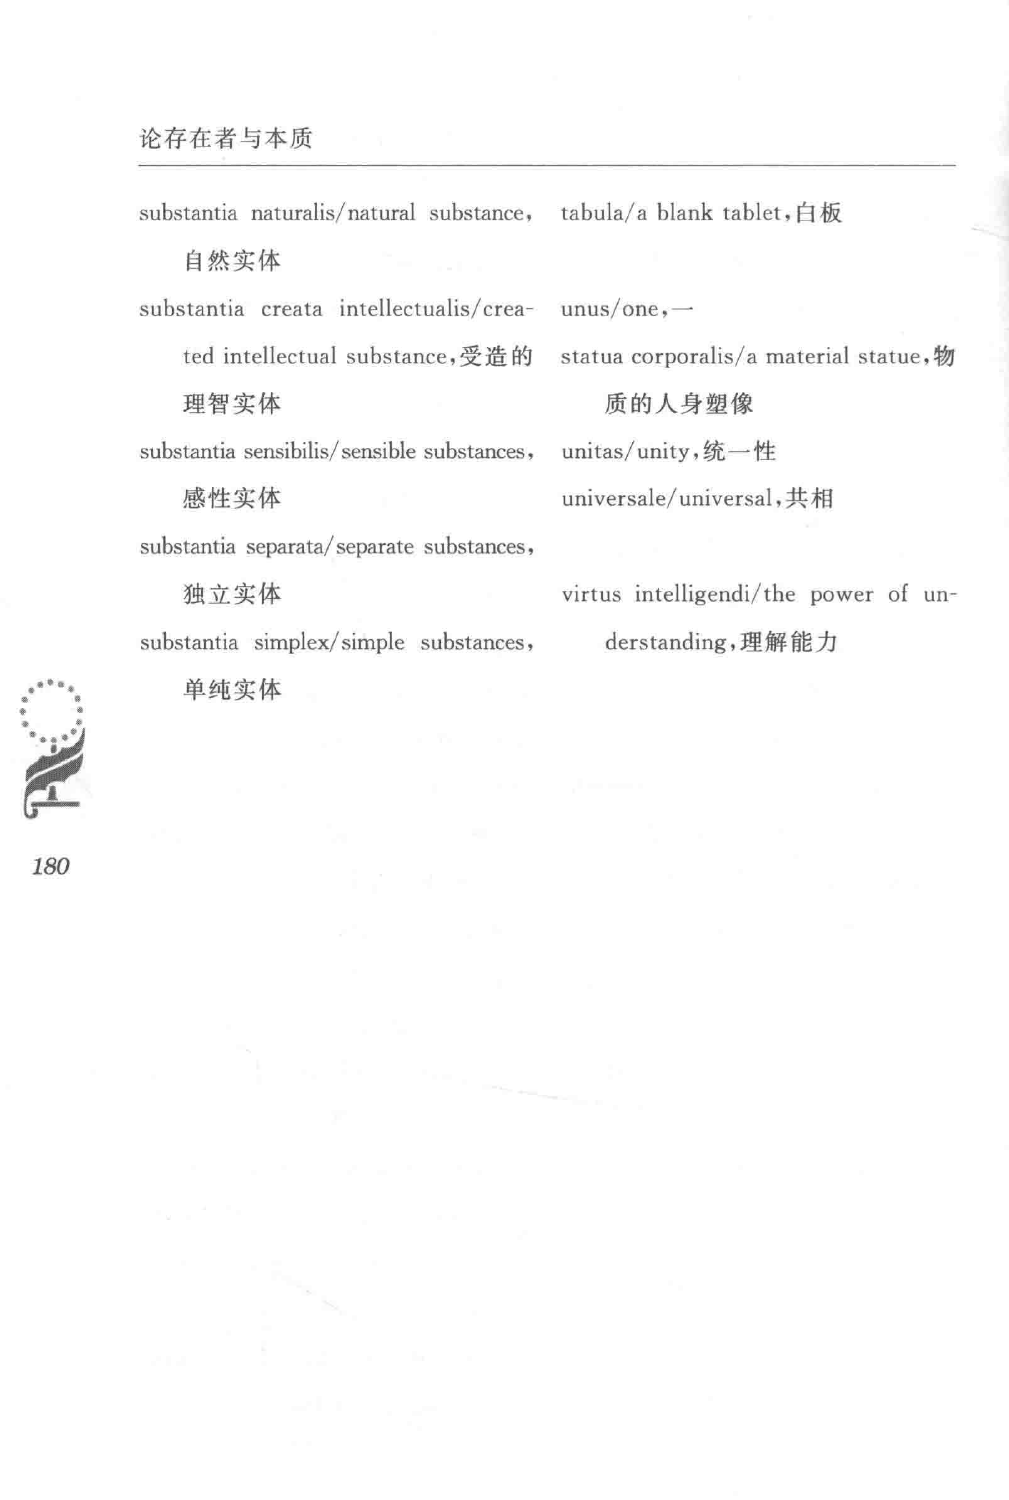 论存在者与本质
substantia naturalis/natural substance,
自然实体
substantia creata intellectualis/crea-
ted intellectual substance,受造的
理智实体
substantia sensibilis/sensible substances,
感性实体
substantia separata/separate substances,
独立实体
substantia simplex/simple substances,
单纯实体
tabula/a blank tablet,白板
unus/one,一
statua corporalis/a material statue,物
质的人身塑像
unitas/unity,统一性
universale/universal,共相
virtus intelligendi/the power of un-
derstanding,理解能力
180